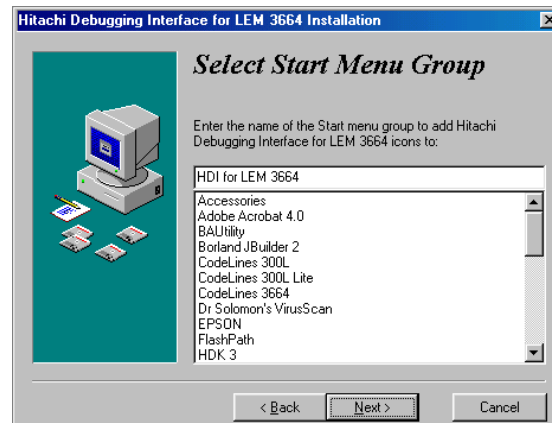 Hitachi Debugging Interface for LEM 3664 Installation
Select Start Menu Group
Enter the name of the Start menu group to add Hitachi
Debugging Interface for LEM 3664 icons to:
HDI for LEM 3664
Accessories
Adobe Acrobat 4.0
BAUtility
Borland JBuilder 2
CodeLines 300L
CodeLines 300L Lite
CodeLines 3664
Dr Solomon's VirusScan
EPSON
FlashPath
HDK 3
< Back
Next >
Cancel